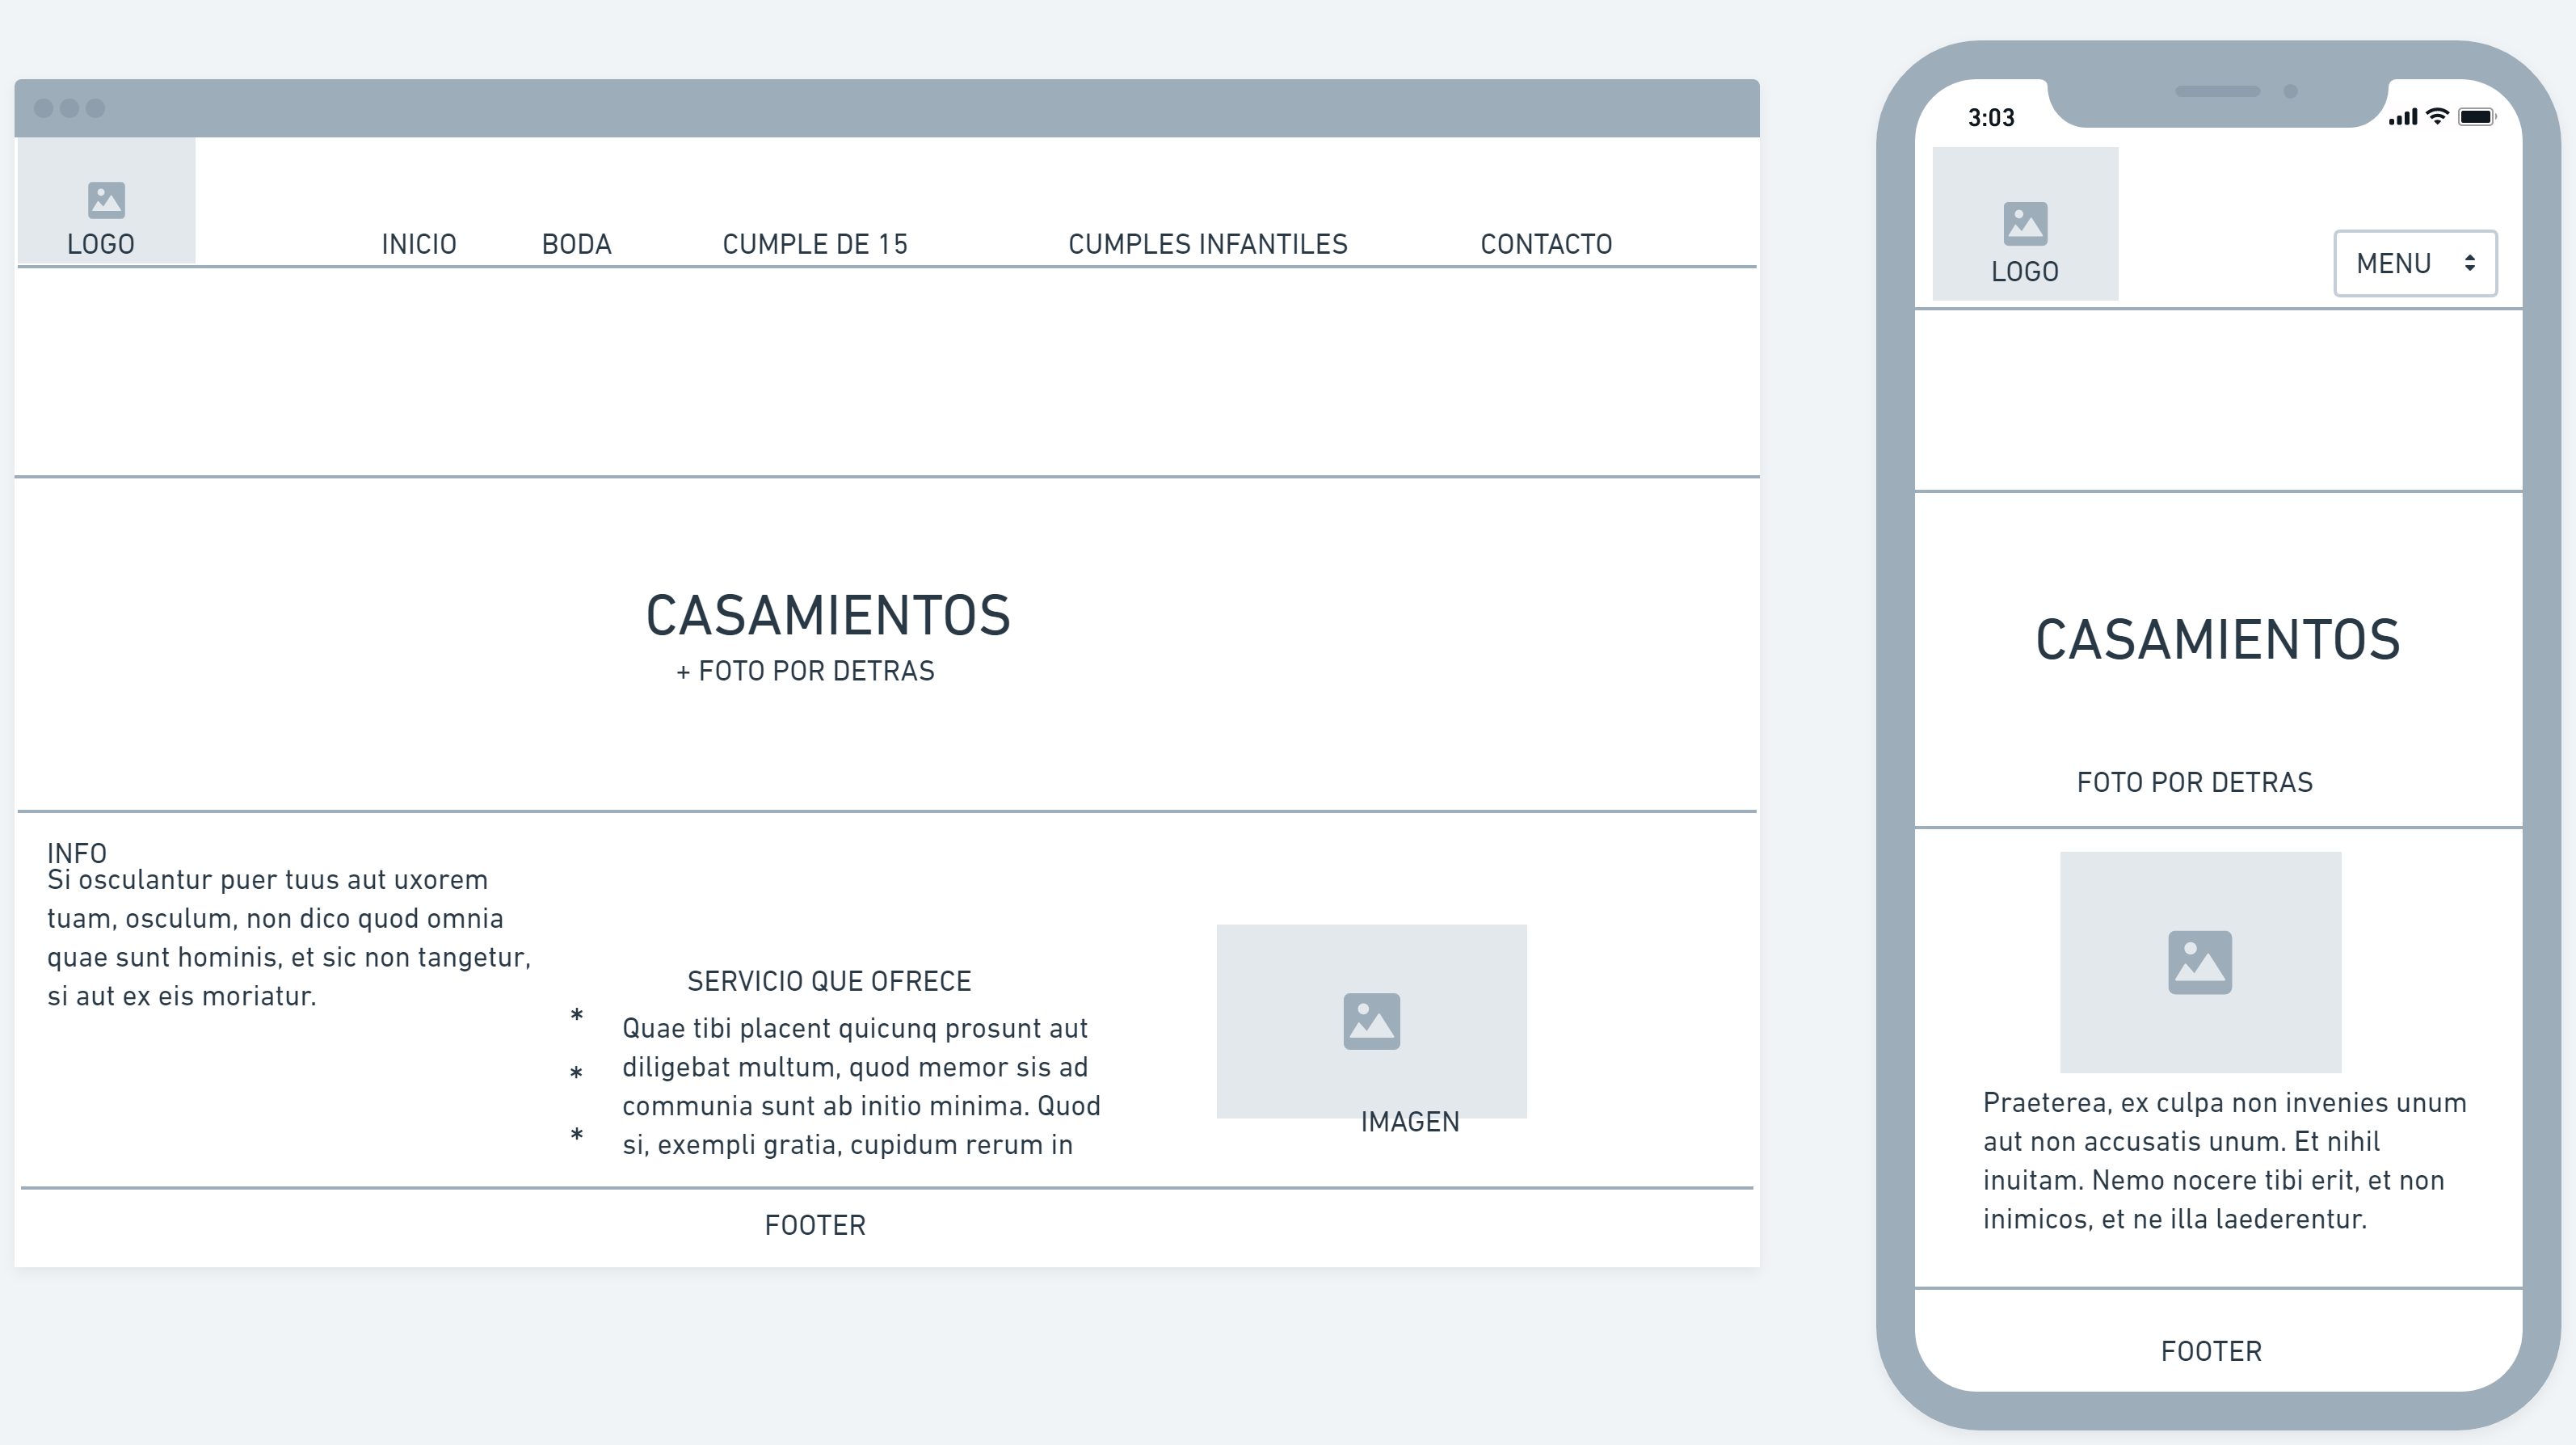 LOGO
INICIO
BODA
CUMPLE DE 15
CUMPLES INFANTILES
CONTACTO
CASAMIENTOS
+ FOTO POR DETRAS
INFO
Si osculantur puer tuus aut uxorem
tuam, osculum, non dico quod omnia
quae sunt hominis, et sic non tangetur,
si aut ex eis moriatur.
SERVICIO QUE OFRECE
*
*
*
Quae tibi placent quicunq prosunt aut
diligebat multum, quod memor sis ad
communia sunt ab initio minima. Quod
si, exempli gratia, cupidum rerum in
IMAGEN
FOOTER
3:03
LOGO
MENU
CASAMIENTOS
FOTO POR DETRAS
Praeterea, ex culpa non invenies unum
aut non accusatis unum. Et nihil
inuitam. Nemo nocere tibi erit, et non
inimicos, et ne illa laederentur.
FOOTER